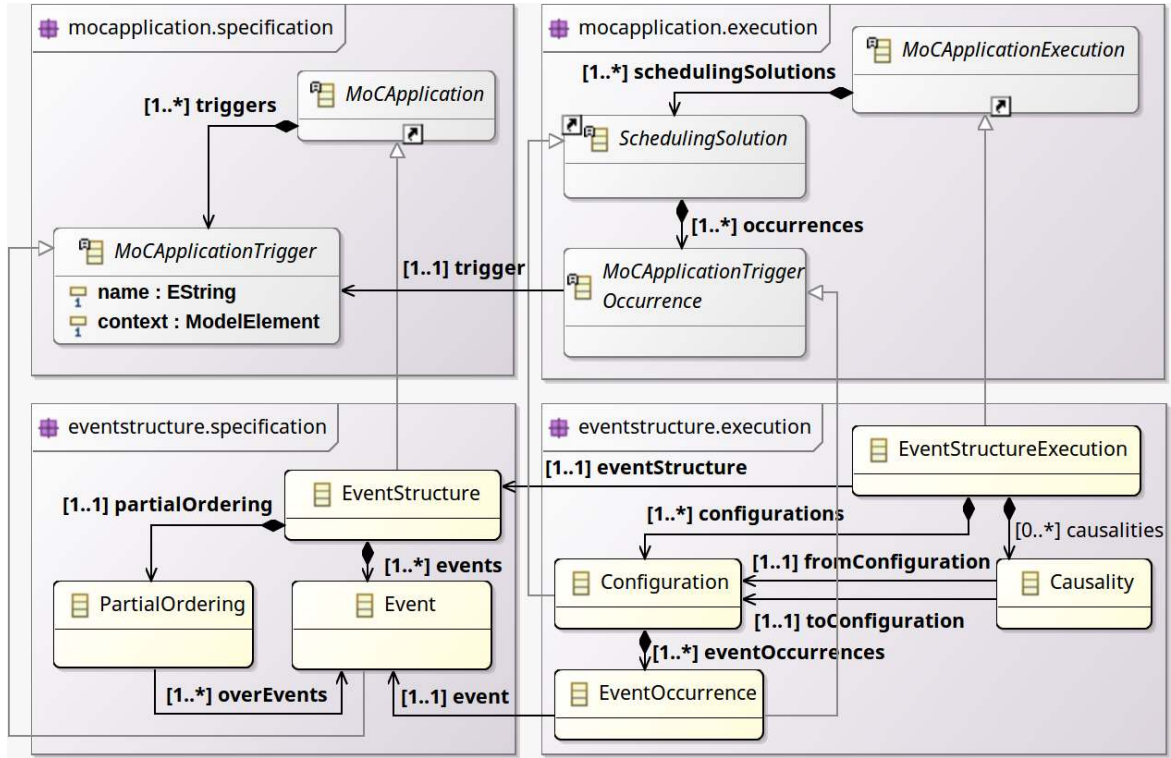 mocapplication.specification
MoCApplication
[1..*] triggers
MoCApplicationTrigger
name : EString
context : ModelElement
mocapplication.execution
MoCApplicationExecution
[1..*] schedulingSolutions
SchedulingSolution
[1..*] occurrences
[1..1] trigger
MoCApplicationTrigger
Occurrence
eventstructure.specification
EventStructure
[1..1] partialOrdering
[1..*] events
PartialOrdering
Event
[1..*] overEvents
[1..1] event
eventstructure.execution
EventStructureExecution
[1..1] eventStructure
[1..*] configurations
[0..*] causalities
[1..1] fromConfiguration
Configuration
Causality
[1..1] toConfiguration
[1..*] eventOccurrences
EventOccurrence